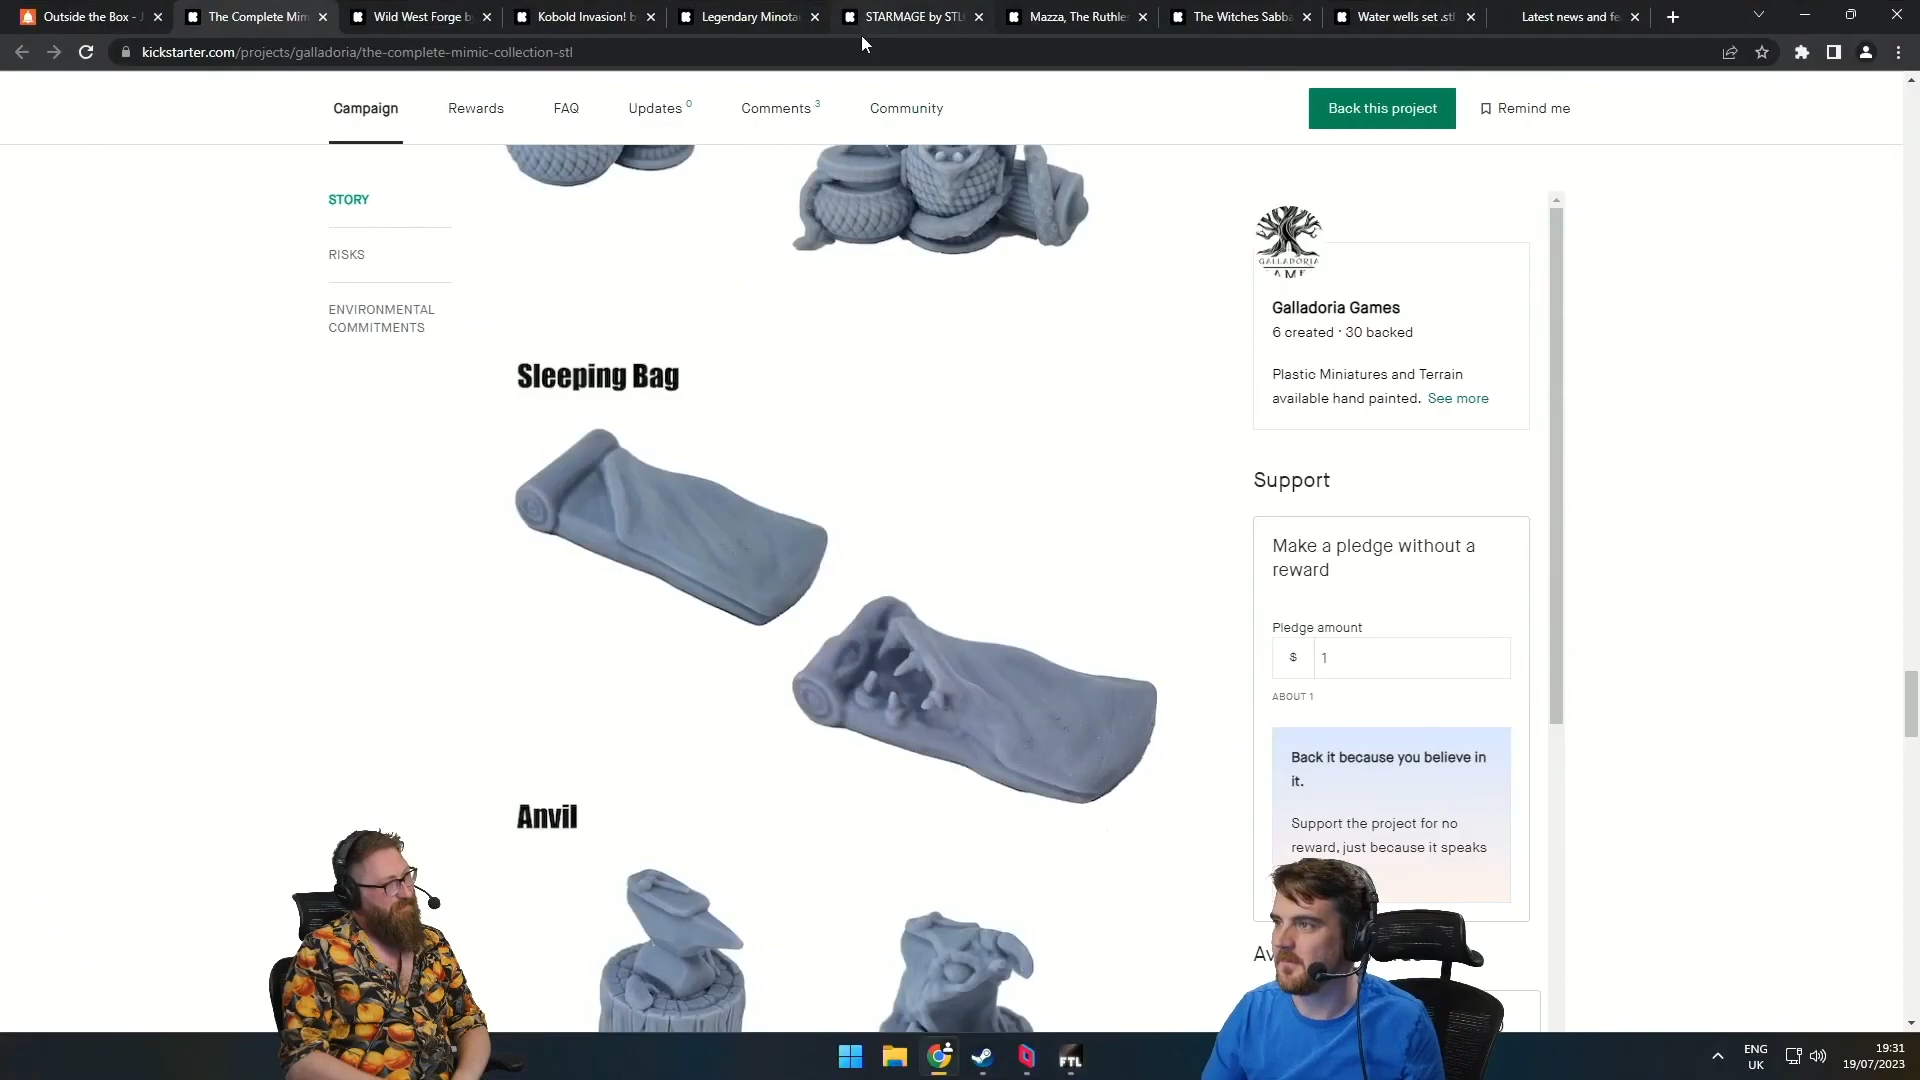 Outside the Box - J
The Complete Mim
Wild West Forge by
Kobold Invasion! b
Legendary Minota
STARMAGE by STL
Mazza, The Ruthle
The Witches Sabba
Water wells set .stl
Latest news and fe
kickstarter.com/projects/galladoria/the-complete-mimic-collection-stl
Campaign
Rewards
FAQ
Updates 0
Comments 3
Community
Back this project
Remind me
STORY
RISKS
ENVIRONMENTAL
COMMITMENTS
Sleeping Bag
Anvil
GALLADORIA
Galladoria Games
6 created · 30 backed
Plastic Miniatures and Terrain
available hand painted. See more
Support
Make a pledge without a
reward
Pledge amount
$ 1
ABOUT 1
Back it because you believe in
it.
Support the project for no
reward, just because it speaks
FTL
ENG
UK
19:31
19/07/2023